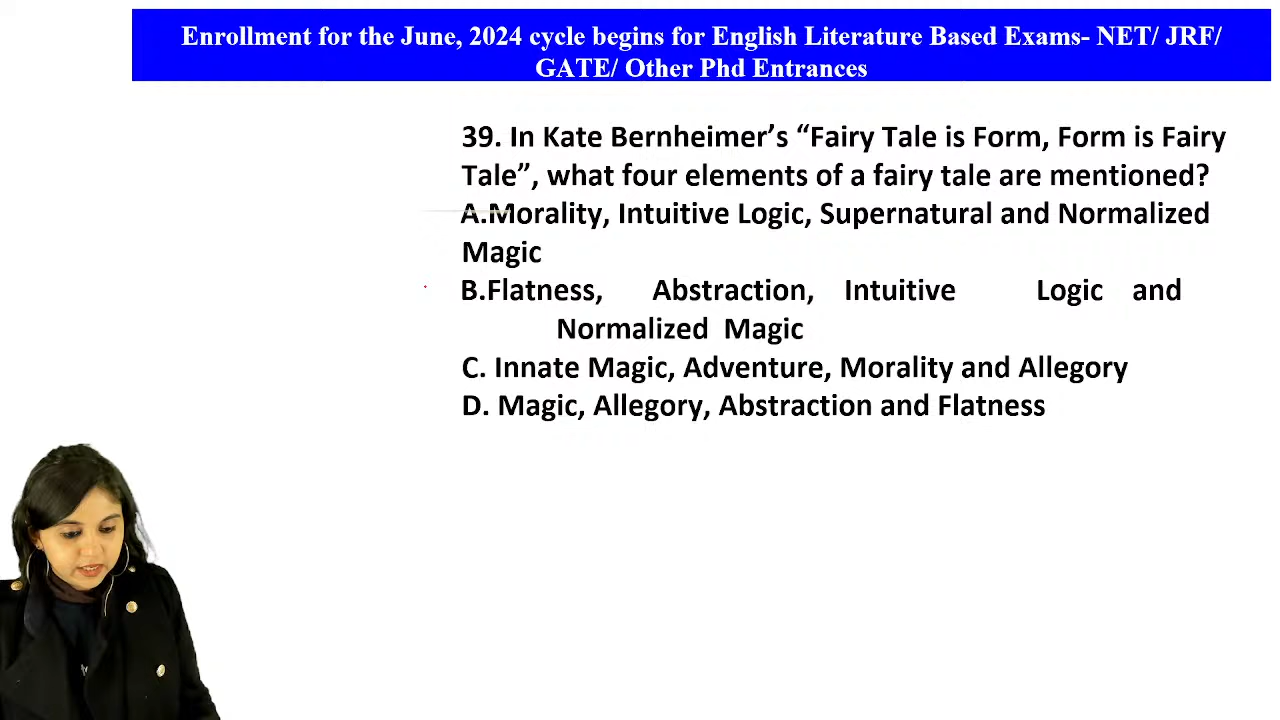 Enrollment for the June, 2024 cycle begins for English Literature Based Exams- NET/ JRF/
GATE/ Other Phd Entrances
39. In Kate Bernheimer’s “Fairy Tale is Form, Form is Fairy
Tale”, what four elements of a fairy tale are mentioned?
A.Morality, Intuitive Logic, Supernatural and Normalized
Magic
B.Flatness, Abstraction, Intuitive Logic and
Normalized Magic
C. Innate Magic, Adventure, Morality and Allegory
D. Magic, Allegory, Abstraction and Flatness